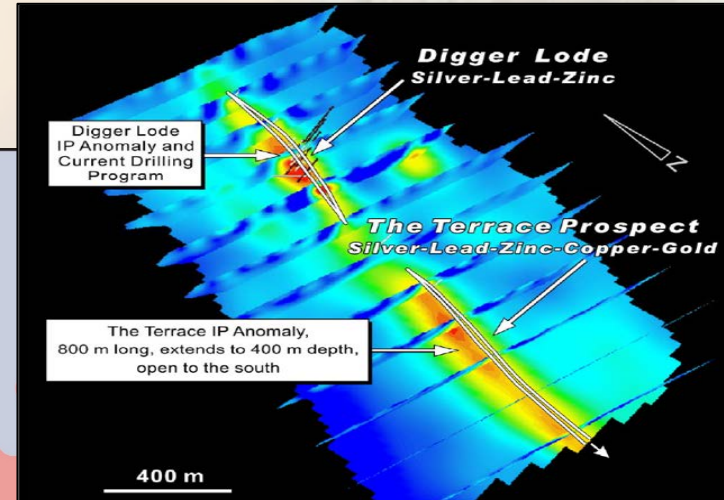 Digger Lode
Silver-Lead-Zinc
Digger Lode
IP Anomaly and
Current Drilling
Program
Z
The Terrace Prospect
Silver-Lead-Zinc-Copper-Gold
The Terrace IP Anomaly,
800 m long, extends to 400 m depth,
open to the south
400 m